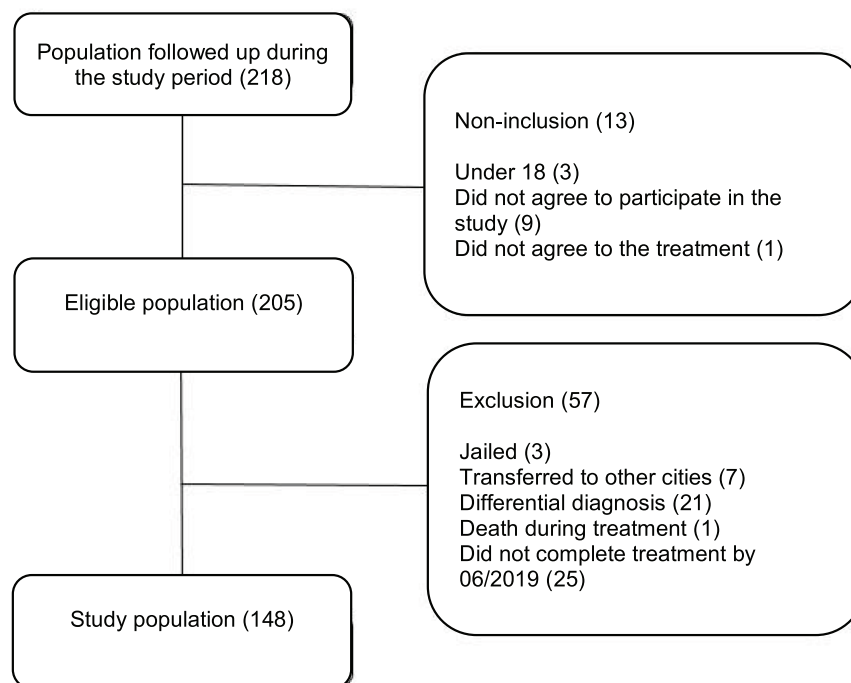 Population followed up during
the study period (218)
Non-inclusion (13)
Under 18 (3)
Did not agree to participate in the
study (9)
Did not agree to the treatment (1)
Eligible population (205)
Exclusion (57)
Jailed (3)
Transferred to other cities (7)
Differential diagnosis (21)
Death during treatment (1)
Did not complete treatment by
06/2019 (25)
Study population (148)